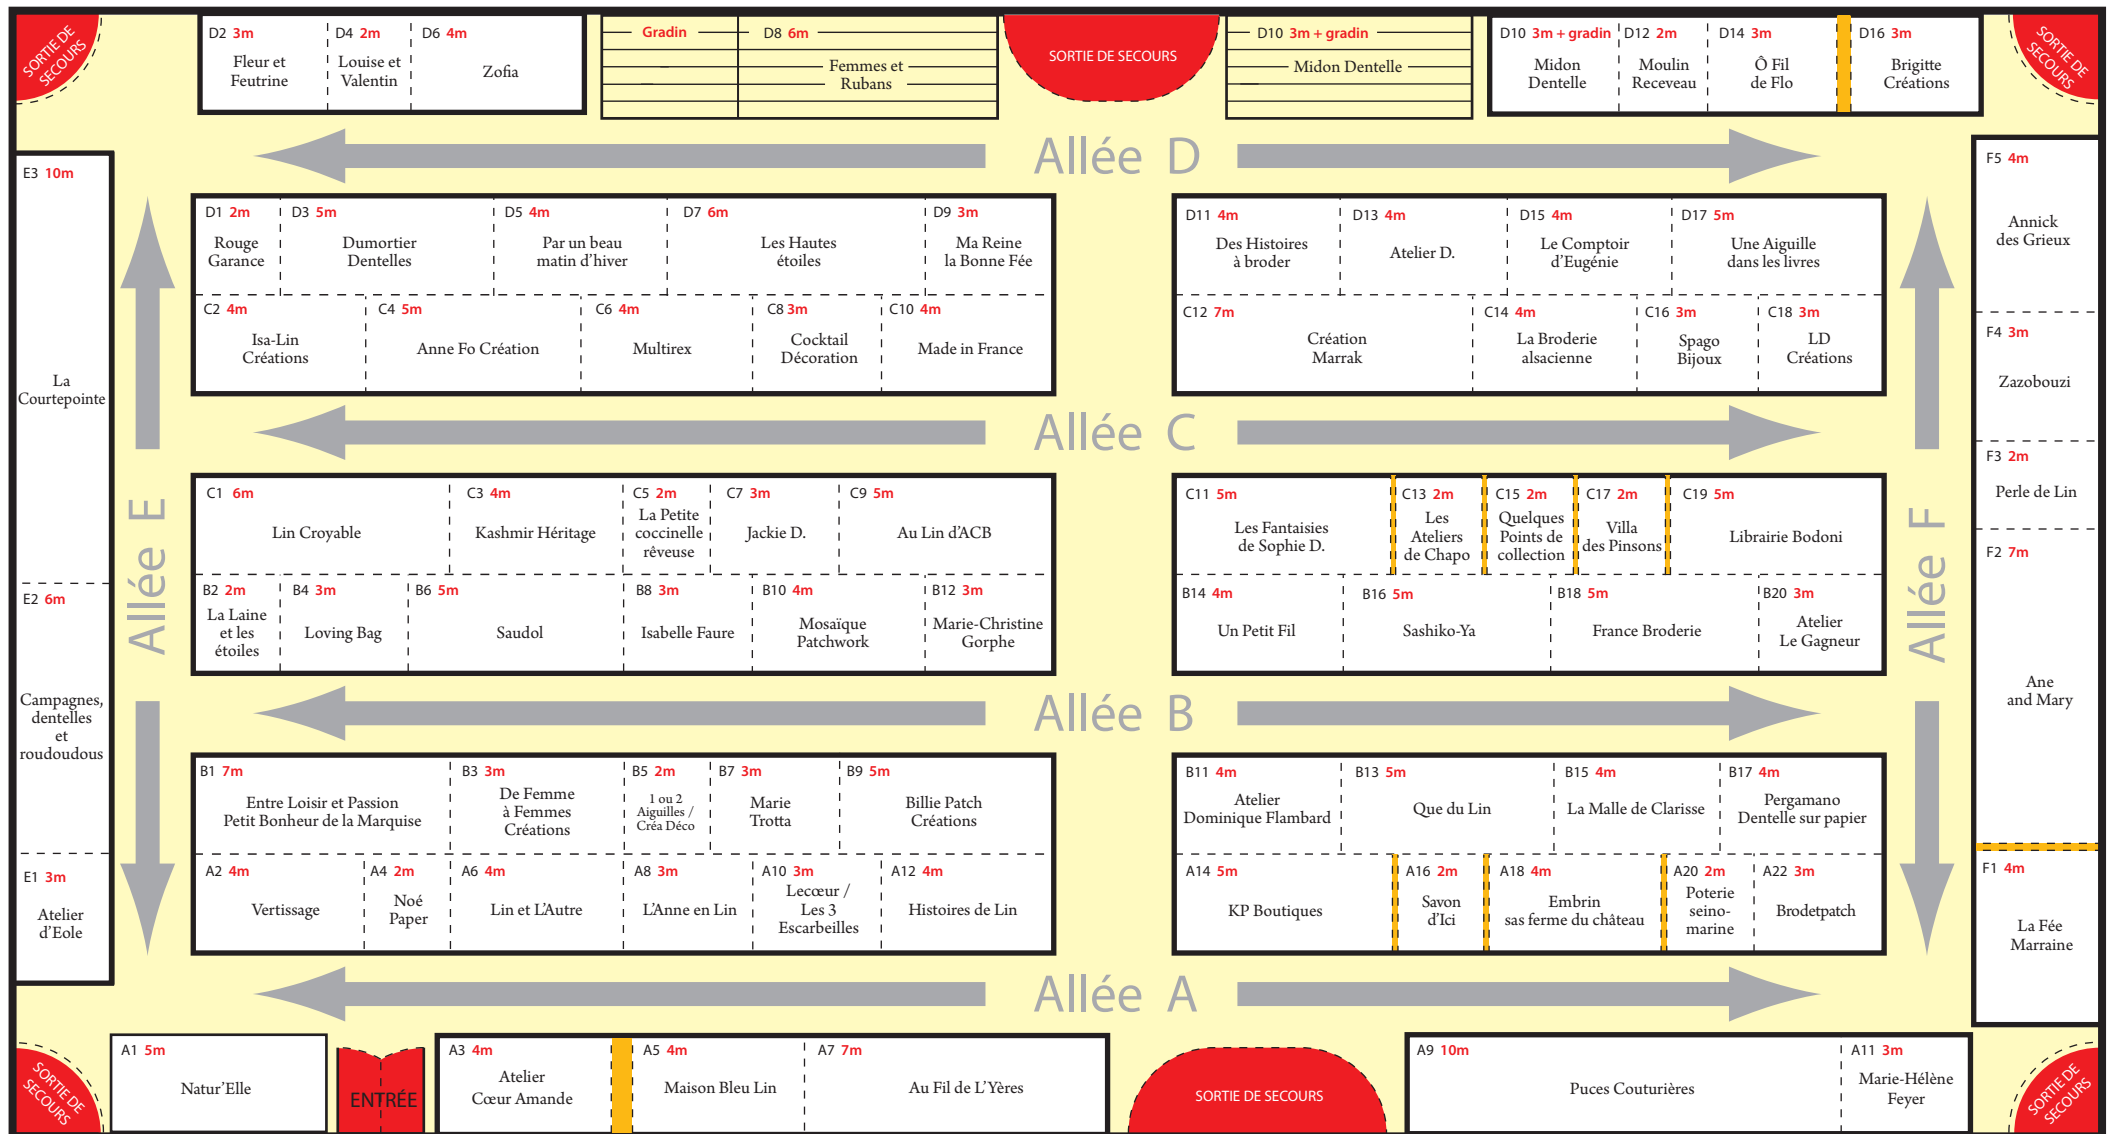 SORTIE DE
SECOURS
D2 3m
Fleur et
Feutrine
D4 2m
Louise et
Valentin
D6 4m
Zofia
Gradin
D8 6m
Femmes et
Rubans
SORTIE DE SECOURS
D10 3m + gradin
Midon Dentelle
D10 3m + gradin
Midon
Dentelle
D12 2m
Moulin
Receveau
D14 3m
Ô Fil
de Flo
D16 3m
Brigitte
Créations
SORTIE DE
SECOURS
Allée D
E3 10m
La
Courtepointe
E2 6m
Campagnes,
dentelles
et
roudoudous
E1 3m
Atelier
d'Eole
Allée E
D1 2m
Rouge
Garance
D3 5m
Dumortier
Dentelles
D5 4m
Par un beau
matin d'hiver
D7 6m
Les Hautes
étoiles
D9 3m
Ma Reine
la Bonne Fée
C2 4m
Isa-Lin
Créations
C4 5m
Anne Fo Création
C6 4m
Multirex
C8 3m
Cocktail
Décoration
C10 4m
Made in France
D11 4m
Des Histoires
à broder
D13 4m
Atelier D.
D15 4m
Le Comptoir
d'Eugénie
D17 5m
Une Aiguille
dans les livres
C12 7m
Création
Marrak
C14 4m
La Broderie
alsacienne
C16 3m
Spago
Bijoux
C18 3m
LD
Créations
F5 4m
Annick
des Grieux
F4 3m
Zazobouzi
F3 2m
Perle de Lin
F2 7m
Ane
and Mary
F1 4m
La Fée
Marraine
Allée F
Allée C
C1 6m
Lin Croyable
C3 4m
Kashmir Héritage
C5 2m
La Petite
coccinelle
rêveuse
C7 3m
Jackie D.
C9 5m
Au Lin d'ACB
B2 2m
La Laine
et les
étoiles
B4 3m
Loving Bag
B6 5m
Saudol
B8 3m
Isabelle Faure
B10 4m
Mosaïque
Patchwork
B12 3m
Marie-Christine
Gorphe
C11 5m
Les Fantaisies
de Sophie D.
C13 2m
Les
Ateliers
de Chapo
C15 2m
Quelques
Points de
collection
C17 2m
Villa
des Pinsons
C19 5m
Librairie Bodoni
B14 4m
Un Petit Fil
B16 5m
Sashiko-Ya
B18 5m
France Broderie
B20 3m
Atelier
Le Gagneur
Allée B
B1 7m
Entre Loisir et Passion
Petit Bonheur de la Marquise
B3 3m
De Femme
à Femmes
Créations
B5 2m
1 ou 2
Aiguilles /
Créa Déco
B7 3m
Marie
Trotta
B9 5m
Billie Patch
Créations
A2 4m
Vertissage
A4 2m
Noé
Paper
A6 4m
Lin et L'Autre
A8 3m
L'Anne en Lin
A10 3m
Lecœur /
Les 3
Escarbeilles
A12 4m
Histoires de Lin
B11 4m
Atelier
Dominique Flambard
B13 5m
Que du Lin
B15 4m
La Malle de Clarisse
B17 4m
Pergamano
Dentelle sur papier
A14 5m
KP Boutiques
A16 2m
Savon
d'Ici
A18 4m
Embrin
sas ferme du château
A20 2m
Poterie
seino-
marine
A22 3m
Brodetpatch
Allée A
SORTIE DE
SECOURS
A1 5m
Natur'Elle
ENTRÉE
A3 4m
Atelier
Cœur Amande
A5 4m
Maison Bleu Lin
A7 7m
Au Fil de L'Yères
SORTIE DE SECOURS
A9 10m
Puces Couturières
A11 3m
Marie-Hélène
Feyer
SORTIE DE
SECOURS